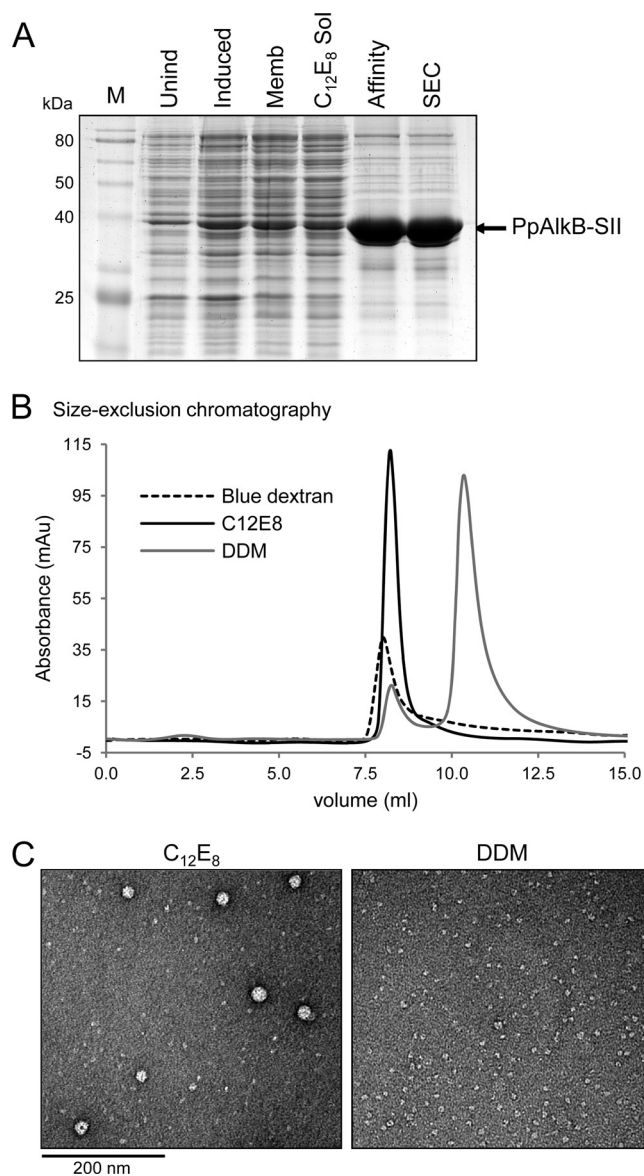 A
kDa
M
Unind
Induced
Memb
C₁₂E₈ Sol
Affinity
SEC
80
50
40
25
PpAlkB-SII
B Size-exclusion chromatography
115
95
75
55
35
15
-5
Absorbance (mAu)
Blue dextran
C12E8
DDM
0.0 2.5 5.0 7.5 10.0 12.5 15.0
volume (ml)
C
C₁₂E₈
DDM
200 nm